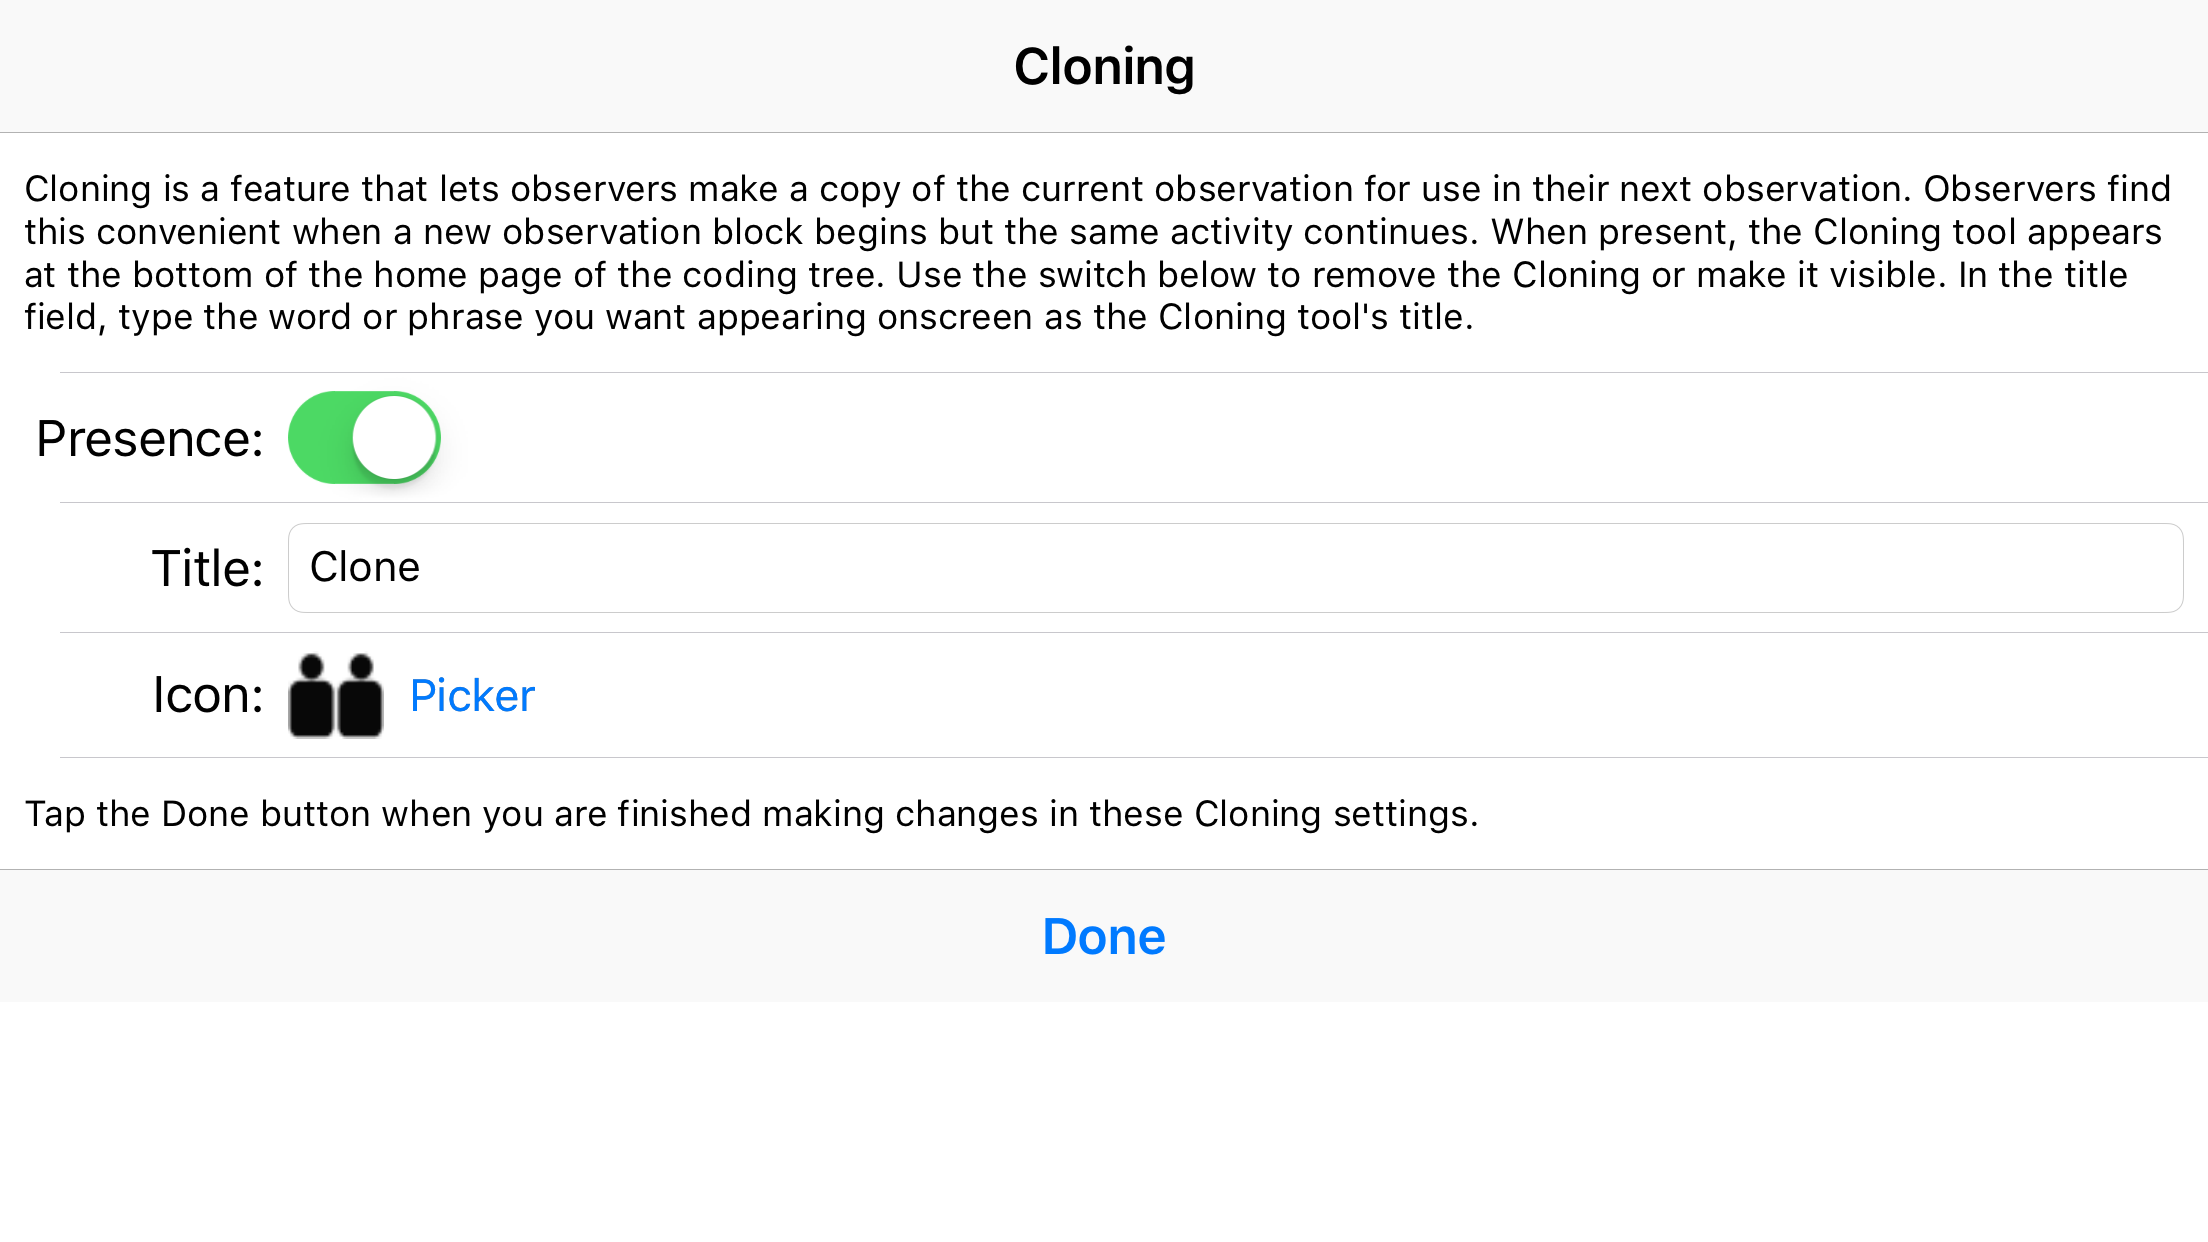 Cloning
Cloning is a feature that lets observers make a copy of the current observation for use in their next observation. Observers find
this convenient when a new observation block begins but the same activity continues. When present, the Cloning tool appears
at the bottom of the home page of the coding tree. Use the switch below to remove the Cloning or make it visible. In the title
field, type the word or phrase you want appearing onscreen as the Cloning tool's title.
Presence:
Title: Clone
Icon: Picker
Tap the Done button when you are finished making changes in these Cloning settings.
Done